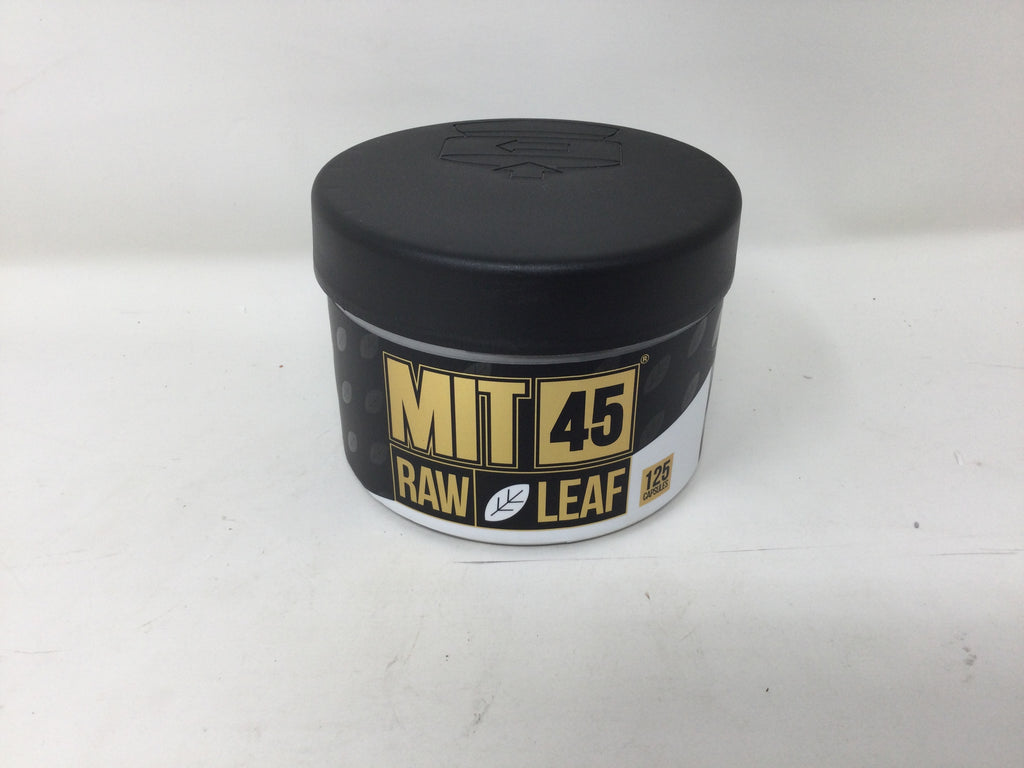 MIT 45 ®
RAW LEAF
125
CAPSULES